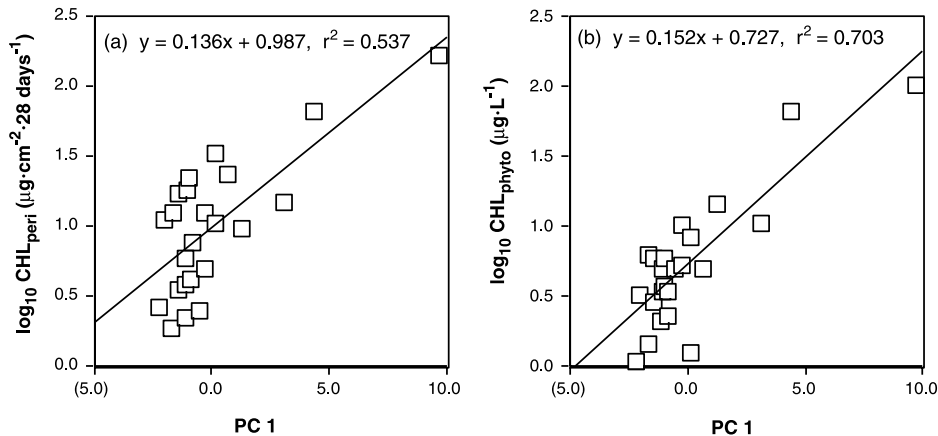 (a) y = 0.136x + 0.987, r² = 0.537
log₁₀ CHLperi (μg·cm⁻²·28 days⁻¹)
2.5
2.0
1.5
1.0
0.5
0.0
(5.0) 0.0 5.0 10.0
PC 1
(b) y = 0.152x + 0.727, r² = 0.703
log₁₀ CHLphyto (μg·L⁻¹)
2.5
2.0
1.5
1.0
0.5
0.0
(5.0) 0.0 5.0 10.0
PC 1